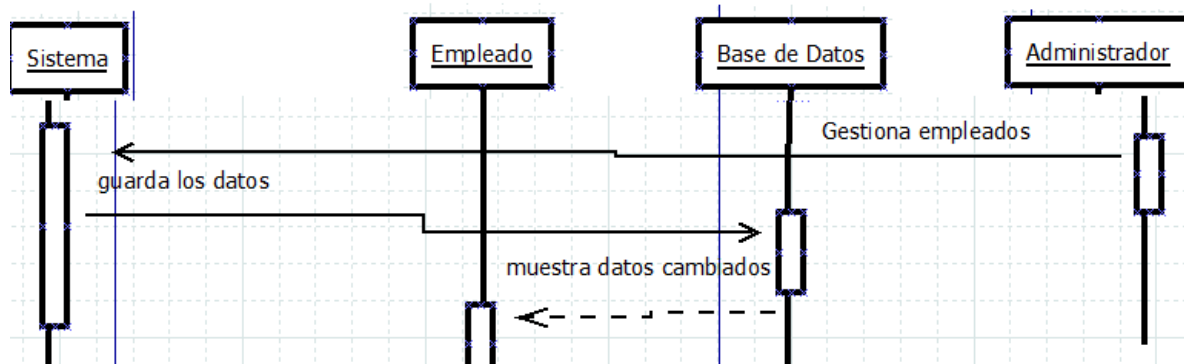 Sistema
Empleado
Base de Datos
Administrador
Gestiona empleados
guarda los datos
muestra datos cambiados